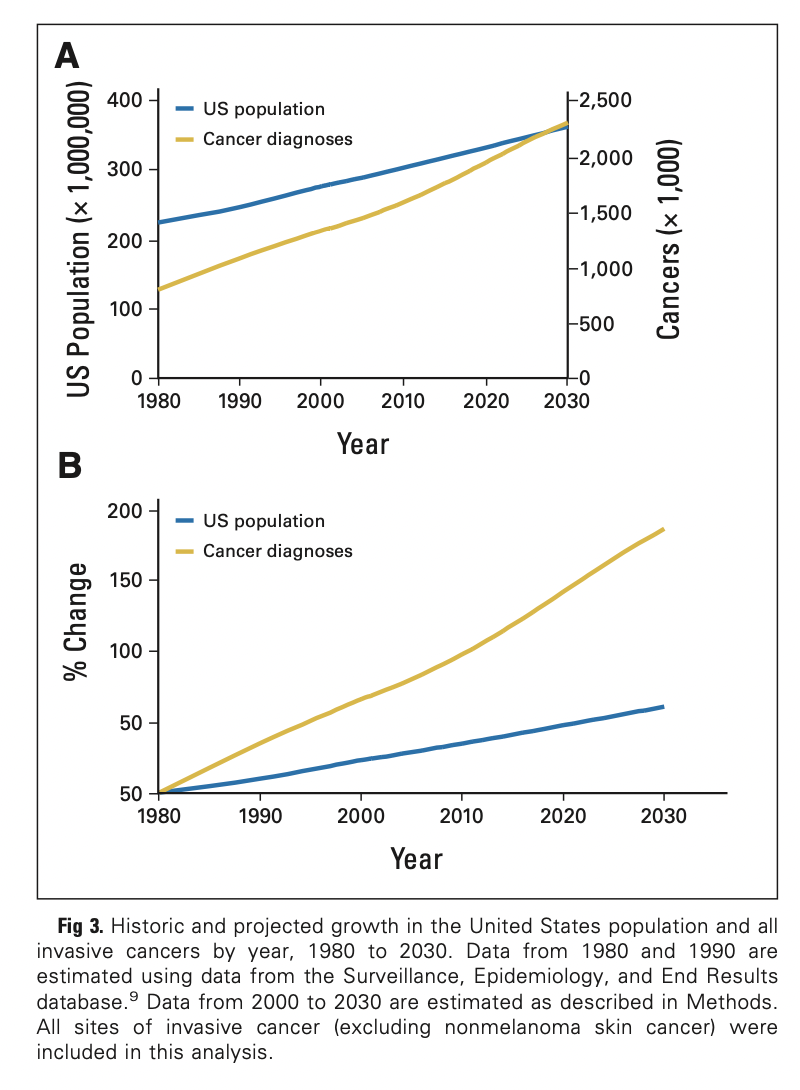 A
US Population (× 1,000,000)
400
300
200
100
0
US population
Cancer diagnoses
2,500
2,000
1,500
1,000
500
0
Cancers (× 1,000)
1980 1990 2000 2010 2020 2030
Year
B
% Change
200
150
100
50
50
US population
Cancer diagnoses
1980 1990 2000 2010 2020 2030
Year
Fig 3. Historic and projected growth in the United States population and all
invasive cancers by year, 1980 to 2030. Data from 1980 and 1990 are
estimated using data from the Surveillance, Epidemiology, and End Results
database.⁹ Data from 2000 to 2030 are estimated as described in Methods.
All sites of invasive cancer (excluding nonmelanoma skin cancer) were
included in this analysis.